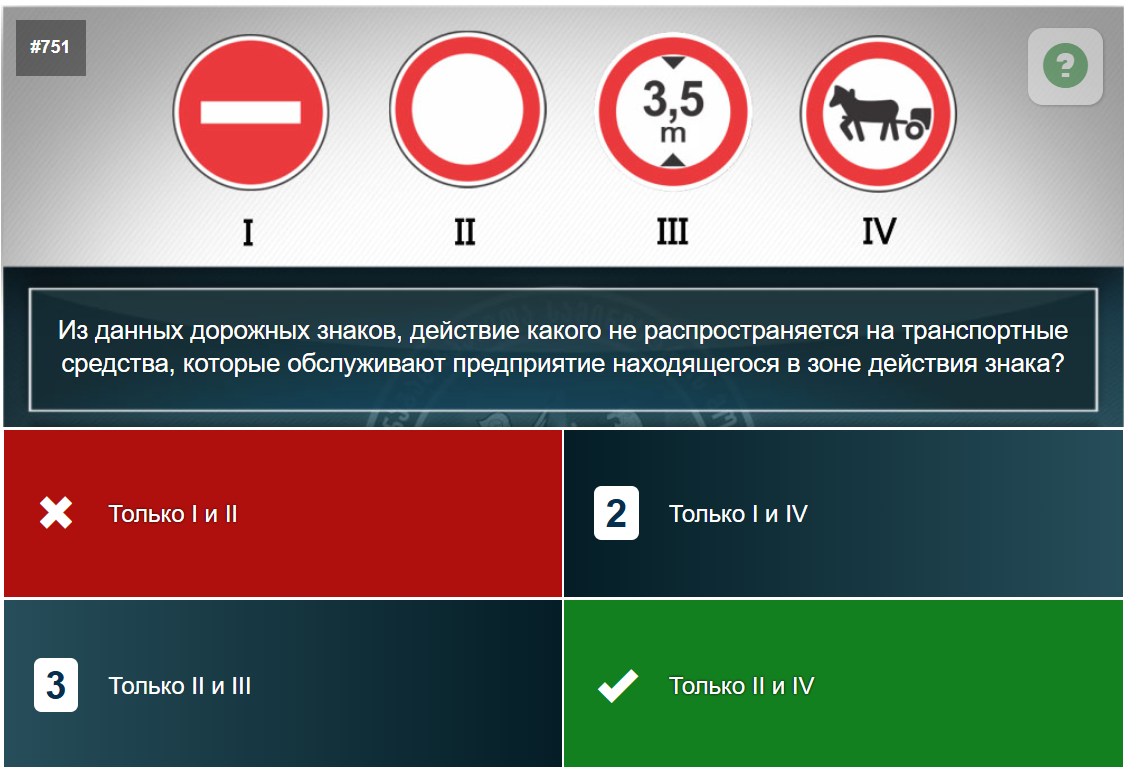 #751
?
3,5
m
I
II
III
IV
Из данных дорожных знаков, действие какого не распространяется на транспортные
средства, которые обслуживают предприятие находящегося в зоне действия знака?
Только I и II
2
Только I и IV
3
Только II и III
Только II и IV